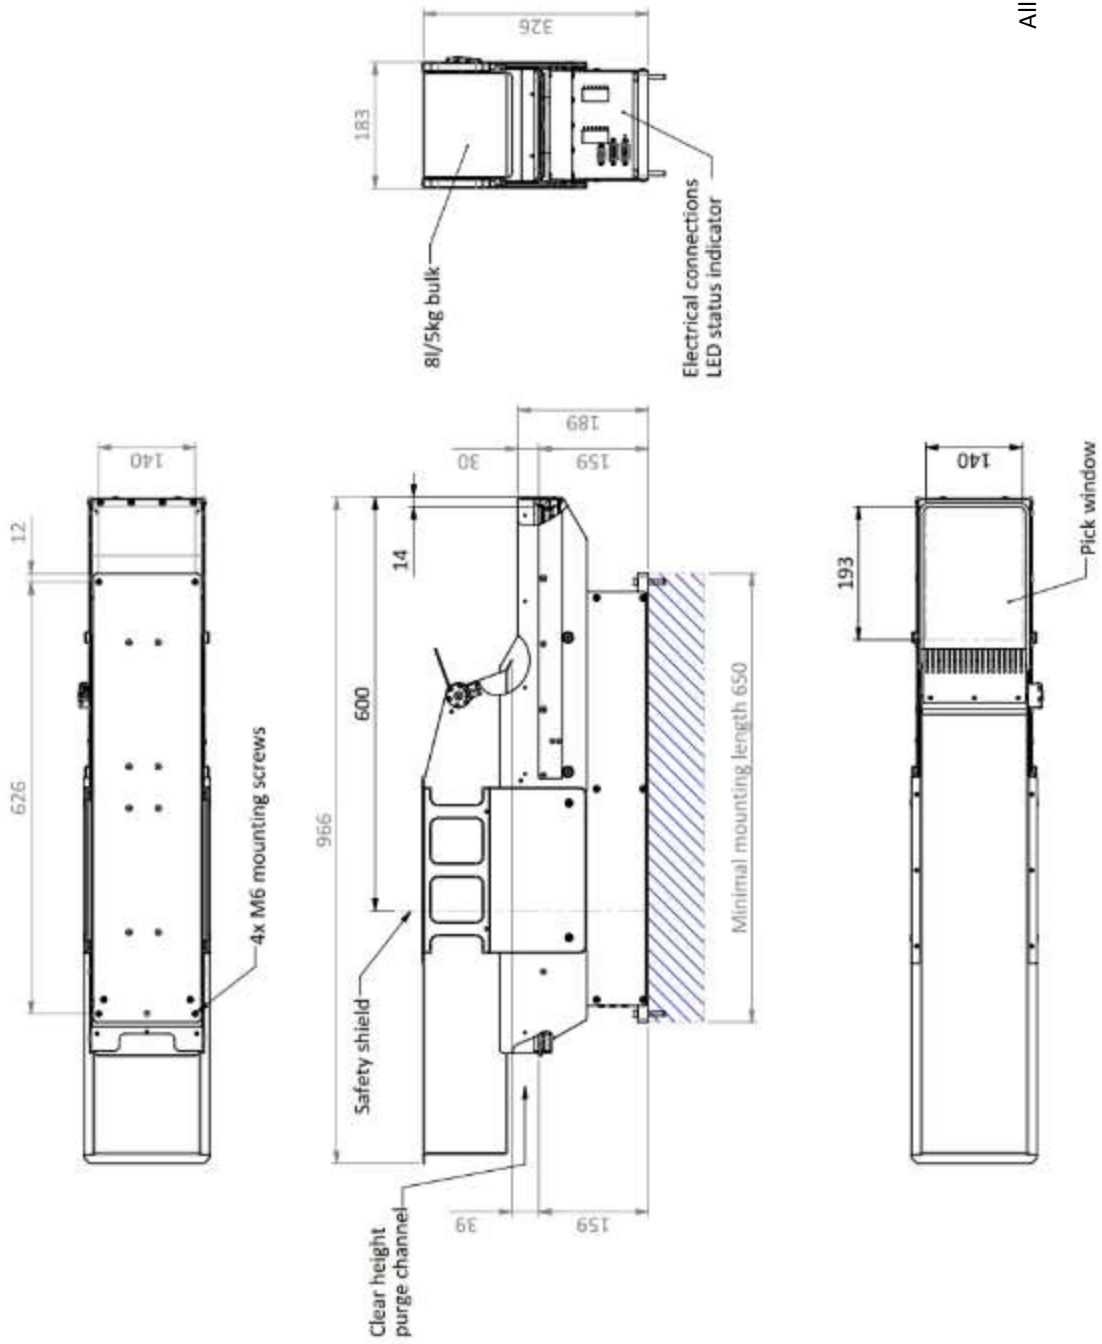 All
326
183
8l/5kg bulk
Electrical connections
LED status indicator
12
626
140
4x M6 mounting screws
966
600
14
30
189
159
Safety shield
Minimal mounting length 650
Clear height
purge channel
39
159
193
140
Pick window